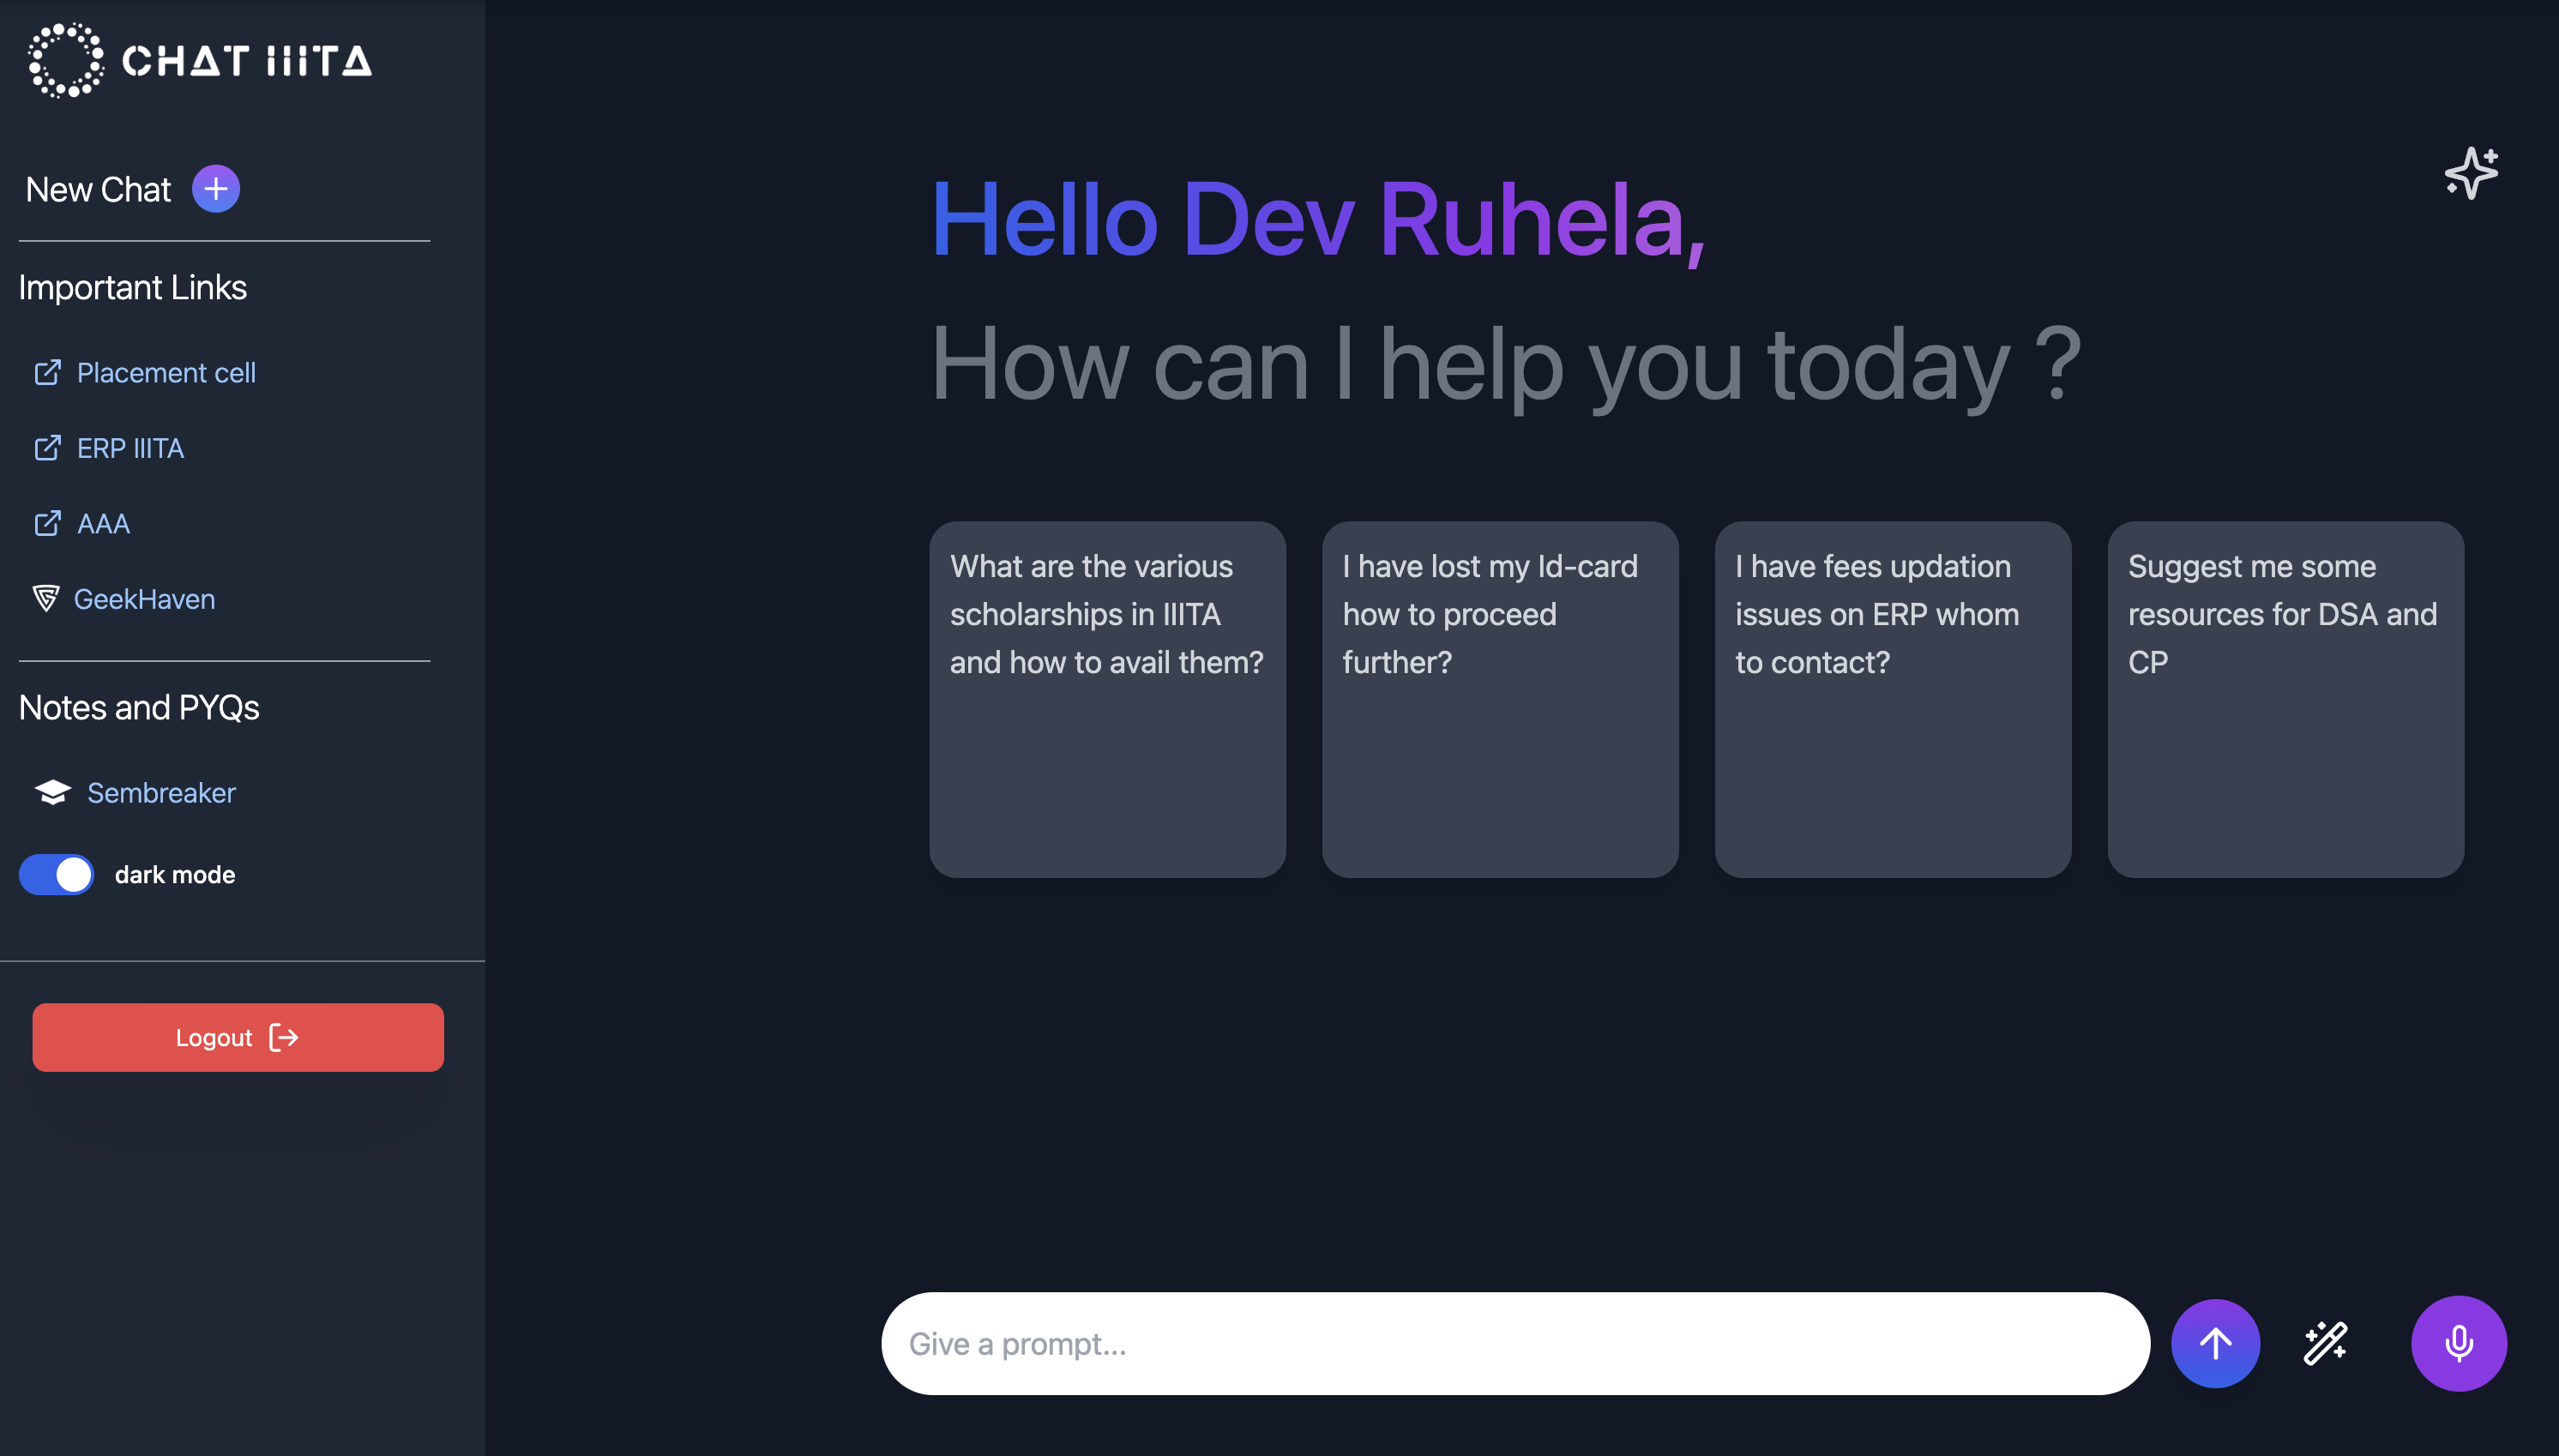 CHAT IIITA
New Chat
Important Links
Placement cell
ERP IIITA
AAA
GeekHaven
Notes and PYQs
Sembreaker
dark mode
Logout
Hello Dev Ruhela,
How can I help you today ?
What are the various
scholarships in IIITA
and how to avail them?
I have lost my Id-card
how to proceed
further?
I have fees updation
issues on ERP whom
to contact?
Suggest me some
resources for DSA and
CP
Give a prompt...